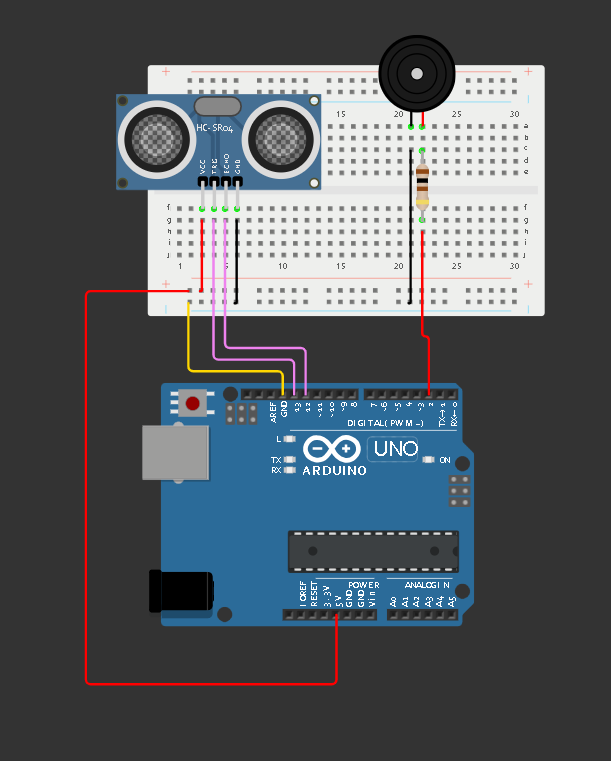 + +
15 20 25 30
a
b
c
d
e
HC-SR04
VCC
TRIG
ECHO
GND
f f
g g
h h
i i
j j
1 5 10 15 20 25 30
+ +
AREF
GND
13
12
~11
~10
~9
8
7
~6
~5
4
~3
2
TX→1
RX←0
DIGITAL (PWM~)
L
TX
RX
UNO
ON
ARDUINO
POWER
ANALOG IN
IOREF
RESET
3.3V
5V
GND
GND
Vin
A0
A1
A2
A3
A4
A5